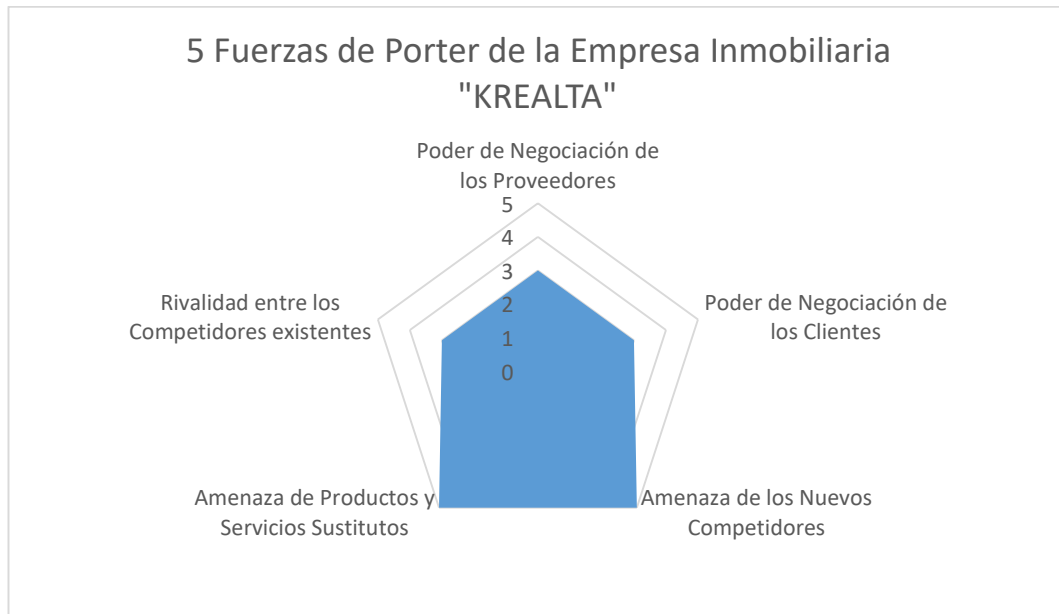 5 Fuerzas de Porter de la Empresa Inmobiliaria
"KREALTA"
Poder de Negociación de
los Proveedores
5
4
3
2
1
0
Poder de Negociación de
los Clientes
Amenaza de los Nuevos
Competidores
Amenaza de Productos y
Servicios Sustitutos
Rivalidad entre los
Competidores existentes